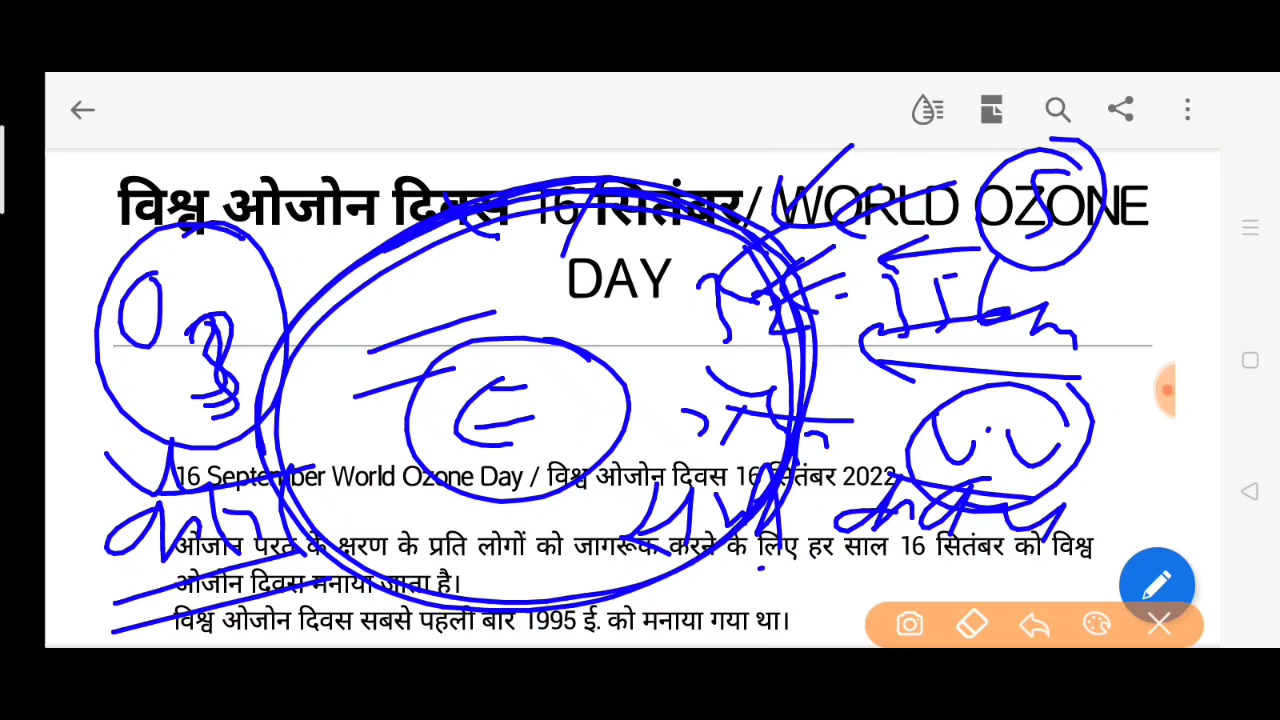 विश्व ओजोन दिवस 16 सितंबर/ WORLD OZONE
DAY
O3
S
E
U.V
16 September World Ozone Day / विश्व ओजोन दिवस 16 सितंबर 2022
ओजोन परत के क्षरण के प्रति लोगों को जागरूक करने के लिए हर साल 16 सितंबर को विश्व
ओजोन दिवस मनाया जाता है।
विश्व ओजोन दिवस सबसे पहली बार 1995 ई. को मनाया गया था।